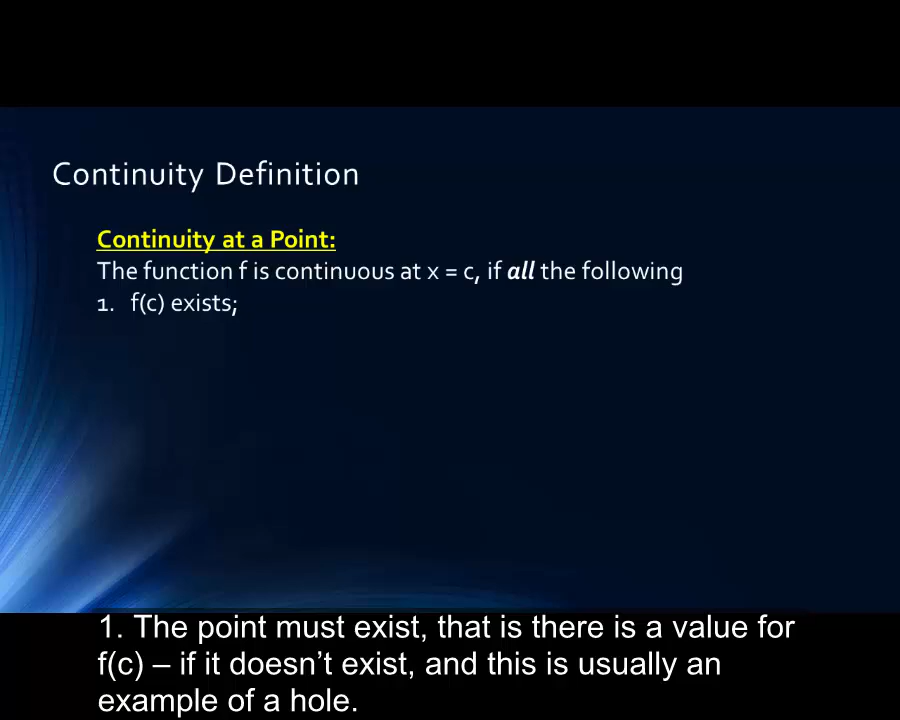 Continuity Definition
Continuity at a Point:
The function f is continuous at x = c, if all the following
1. f(c) exists;
1. The point must exist, that is there is a value for
f(c) – if it doesn’t exist, and this is usually an
example of a hole.